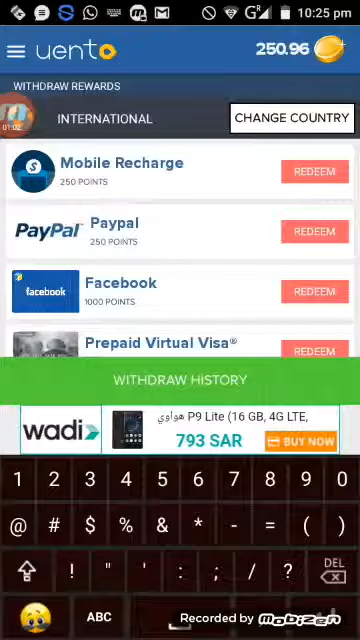 10:25 pm
uento
250.96
WITHDRAW REWARDS
01:02
INTERNATIONAL
CHANGE COUNTRY
Mobile Recharge
250 POINTS
REDEEM
PayPal
Paypal
250 POINTS
REDEEM
facebook
Facebook
1000 POINTS
REDEEM
Prepaid Virtual Visa®
REDEEM
WITHDRAW HISTORY
wadi
هواوي P9 Lite (16 GB, 4G LTE,
793 SAR
BUY NOW
1 2 3 4 5 6 7 8 9 0
@ # $ % & * - = ( )
! " ' : ; / ? DEL
ABC
Recorded by Mobizen